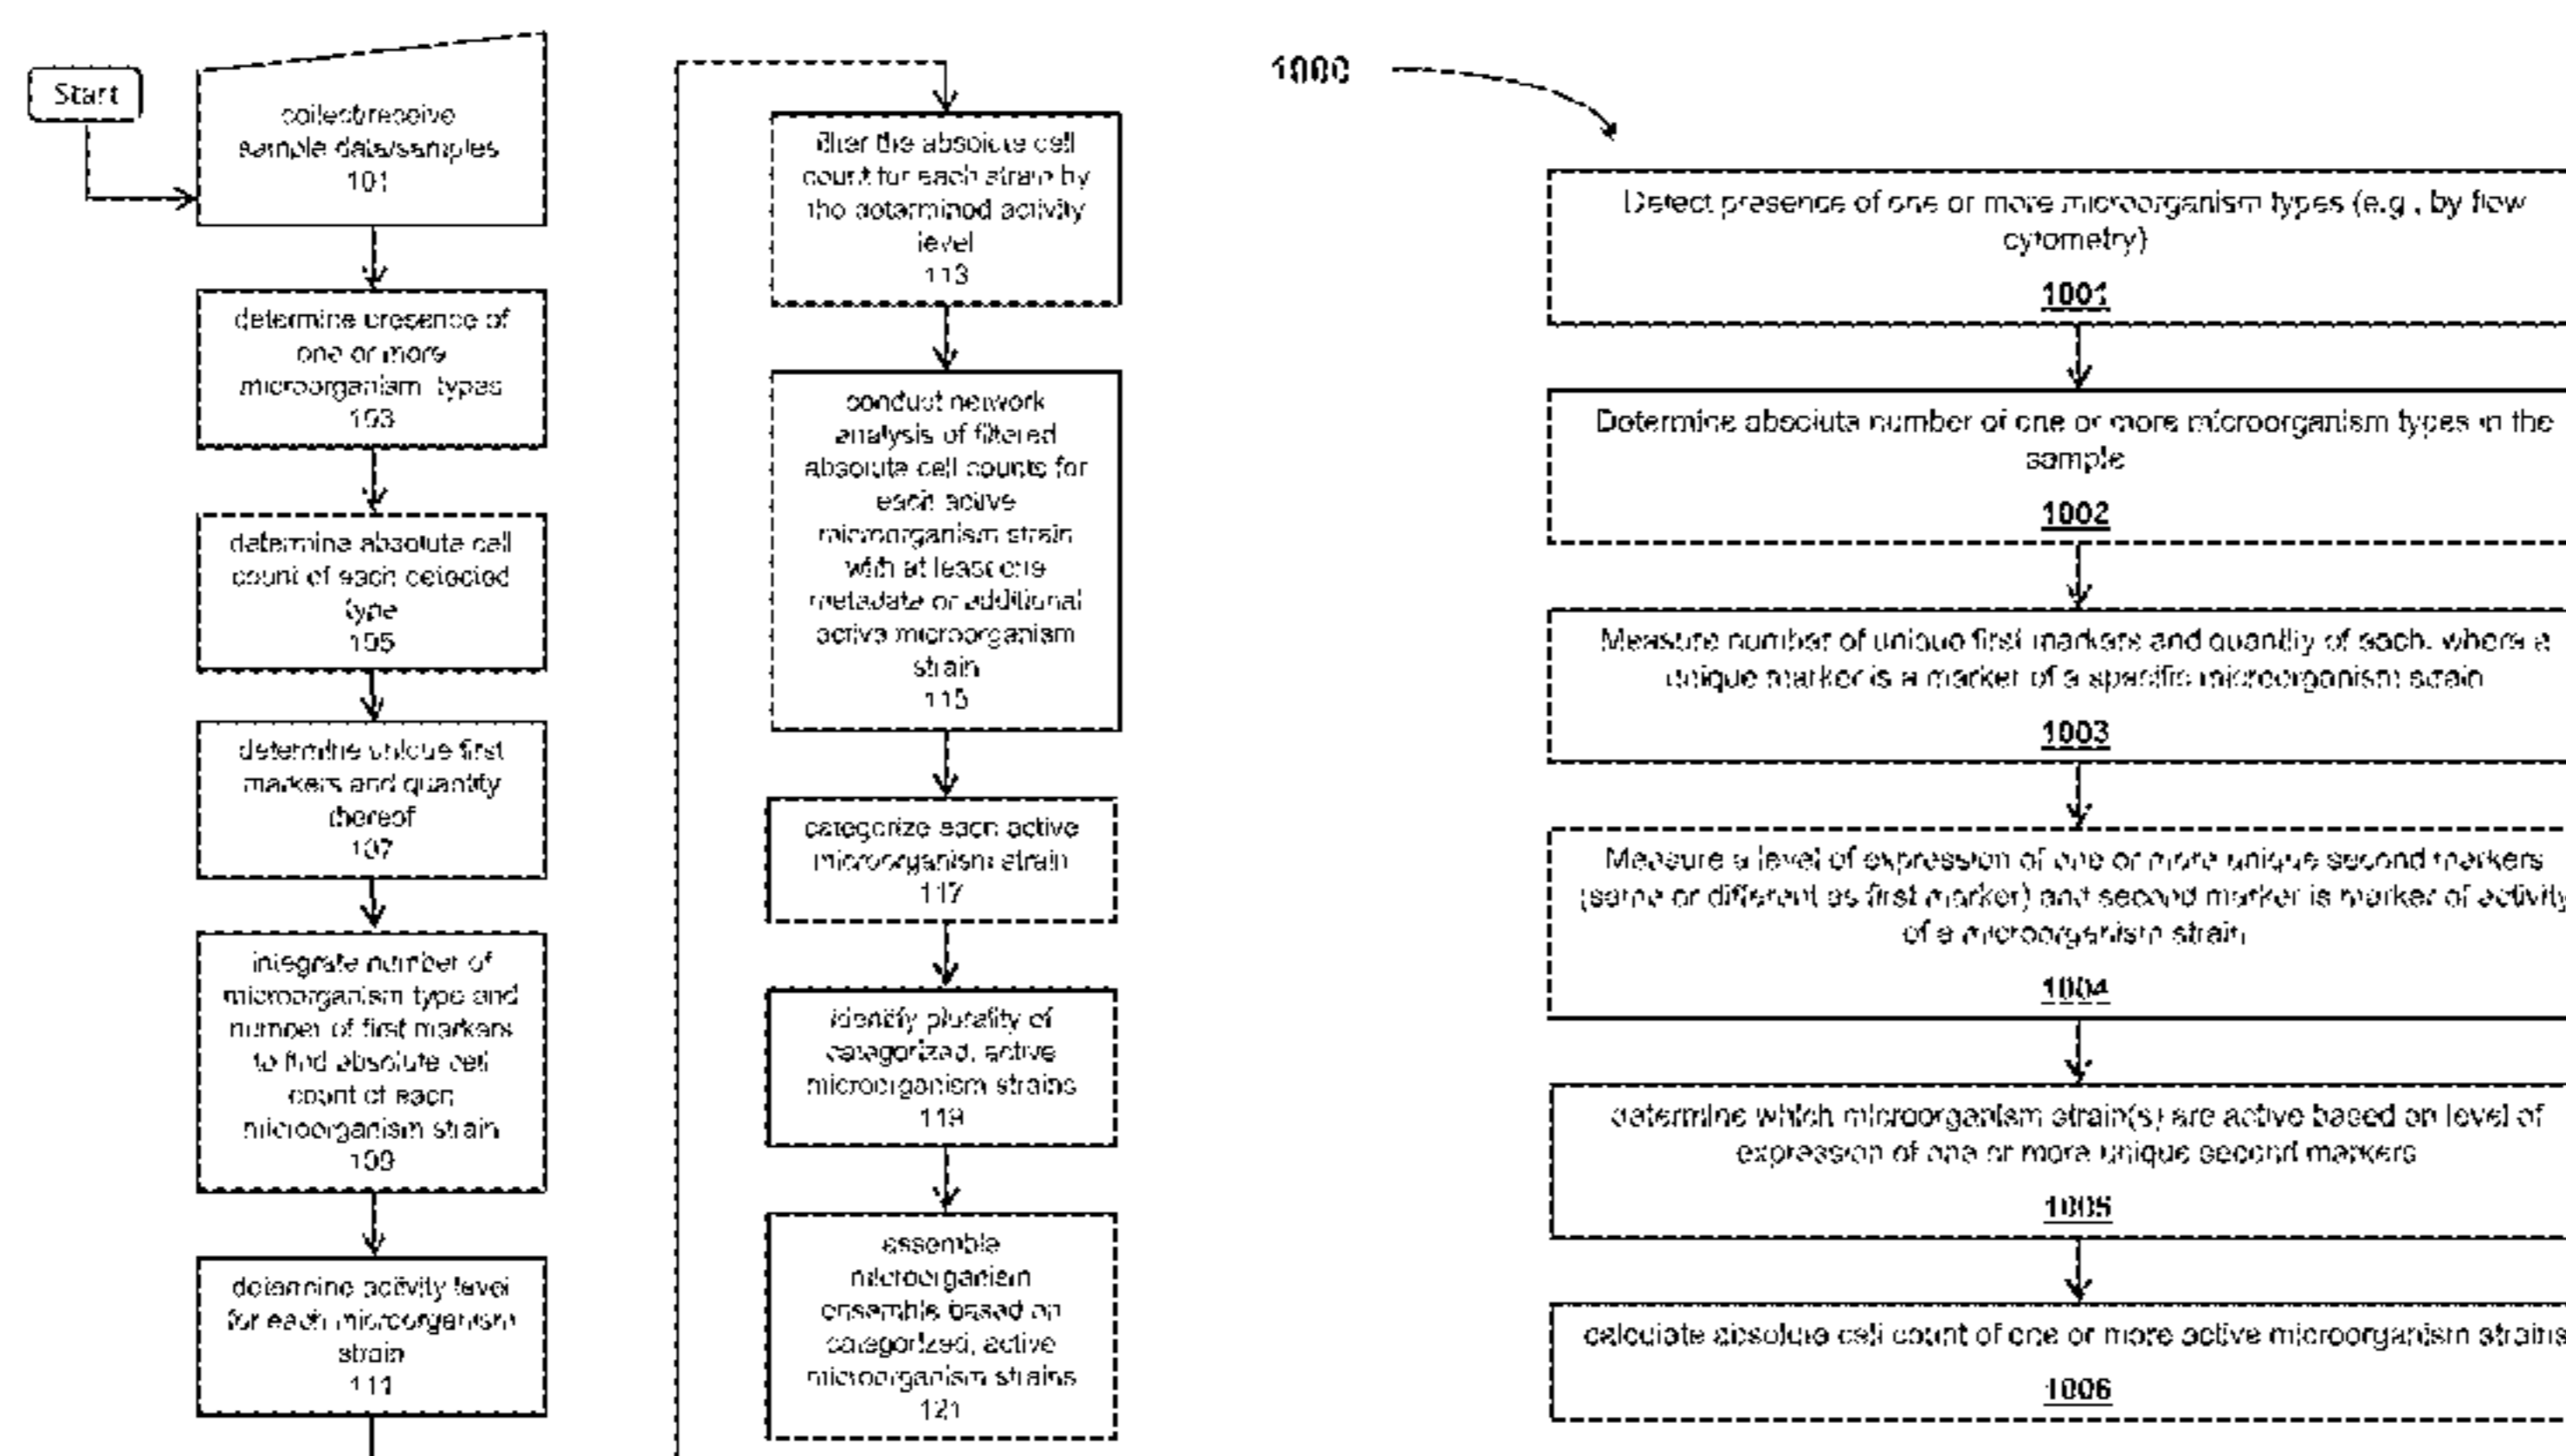 Start
collect/receive
sample data/samples
101
determine presence of
one or more
microorganism types
103
determine absolute cell
count of each detected
type
105
determine unique first
markers and quantity
thereof
107
integrate number of
microorganism type and
number of first markers
to find absolute cell
count of each
microorganism strain
109
determine activity level
for each microorganism
strain
111
filter the absolute cell
count for each strain by
the determined activity
level
113
conduct network
analysis of filtered
absolute cell counts for
each active
microorganism strain
with at least one
metadata or additional
active microorganism
strain
115
categorize each active
microorganism strain
117
identify plurality of
categorized, active
microorganism strains
119
assemble
microorganism
ensemble based on
categorized, active
microorganism strains
121
1000
Detect presence of one or more microorganism types (e.g., by flow
cytometry)
1001
Determine absolute number of one or more microorganism types in the
sample
1002
Measure number of unique first markers and quantity of each, where a
unique marker is a marker of a specific microorganism strain
1003
Measure a level of expression of one or more unique second markers
(same or different as first marker) and second marker is marker of activity
of a microorganism strain
1004
determine which microorganism strain(s) are active based on level of
expression of one or more unique second markers
1005
calculate absolute cell count of one or more active microorganism strains
1006